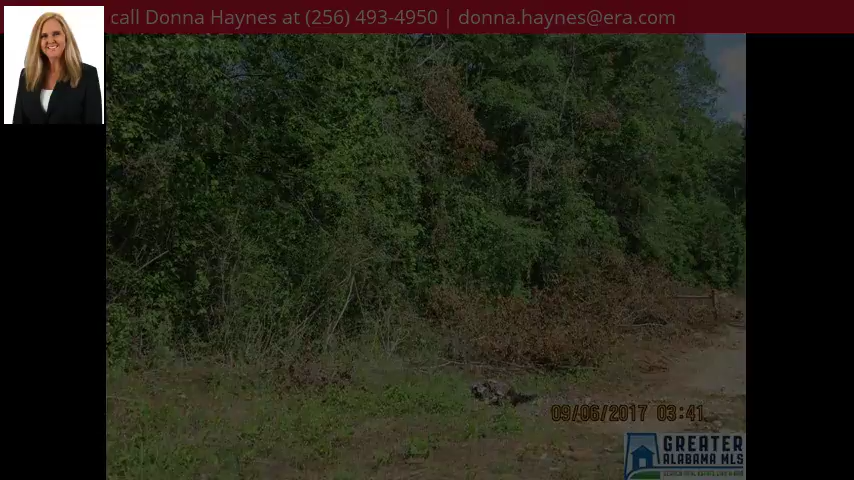 call Donna Haynes at (256) 493-4950 | donna.haynes@era.com
09/06/2017 03:41
GREATER
ALABAMA MLS